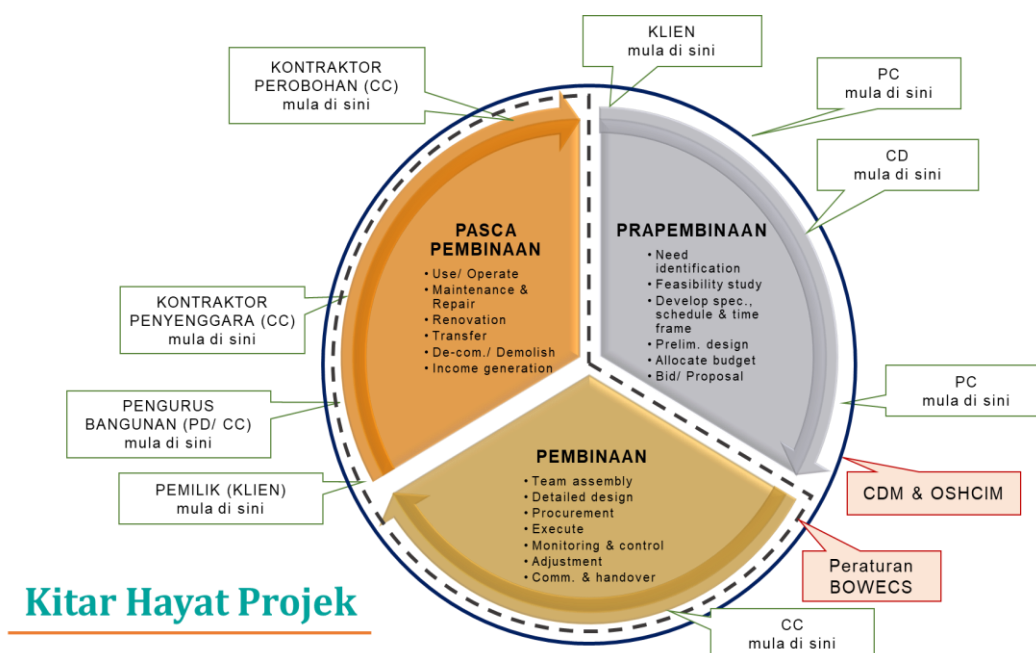 KLIEN
mula di sini
PC
mula di sini
CD
mula di sini
PC
mula di sini
CDM & OSHCIM
Peraturan
BOWECS
CC
mula di sini
PEMILIK (KLIEN)
mula di sini
PENGURUS
BANGUNAN (PD/ CC)
mula di sini
KONTRAKTOR
PENYENGGARA (CC)
mula di sini
KONTRAKTOR
PEROBOHAN (CC)
mula di sini
PRAPEMBINAAN
• Need
identification
• Feasibility study
• Develop spec.,
schedule & time
frame
• Prelim. design
• Allocate budget
• Bid/ Proposal
PEMBINAAN
• Team assembly
• Detailed design
• Procurement
• Execute
• Monitoring & control
• Adjustment
• Comm. & handover
PASCA
PEMBINAAN
• Use/ Operate
• Maintenance &
Repair
• Renovation
• Transfer
• De-com./ Demolish
• Income generation
Kitar Hayat Projek